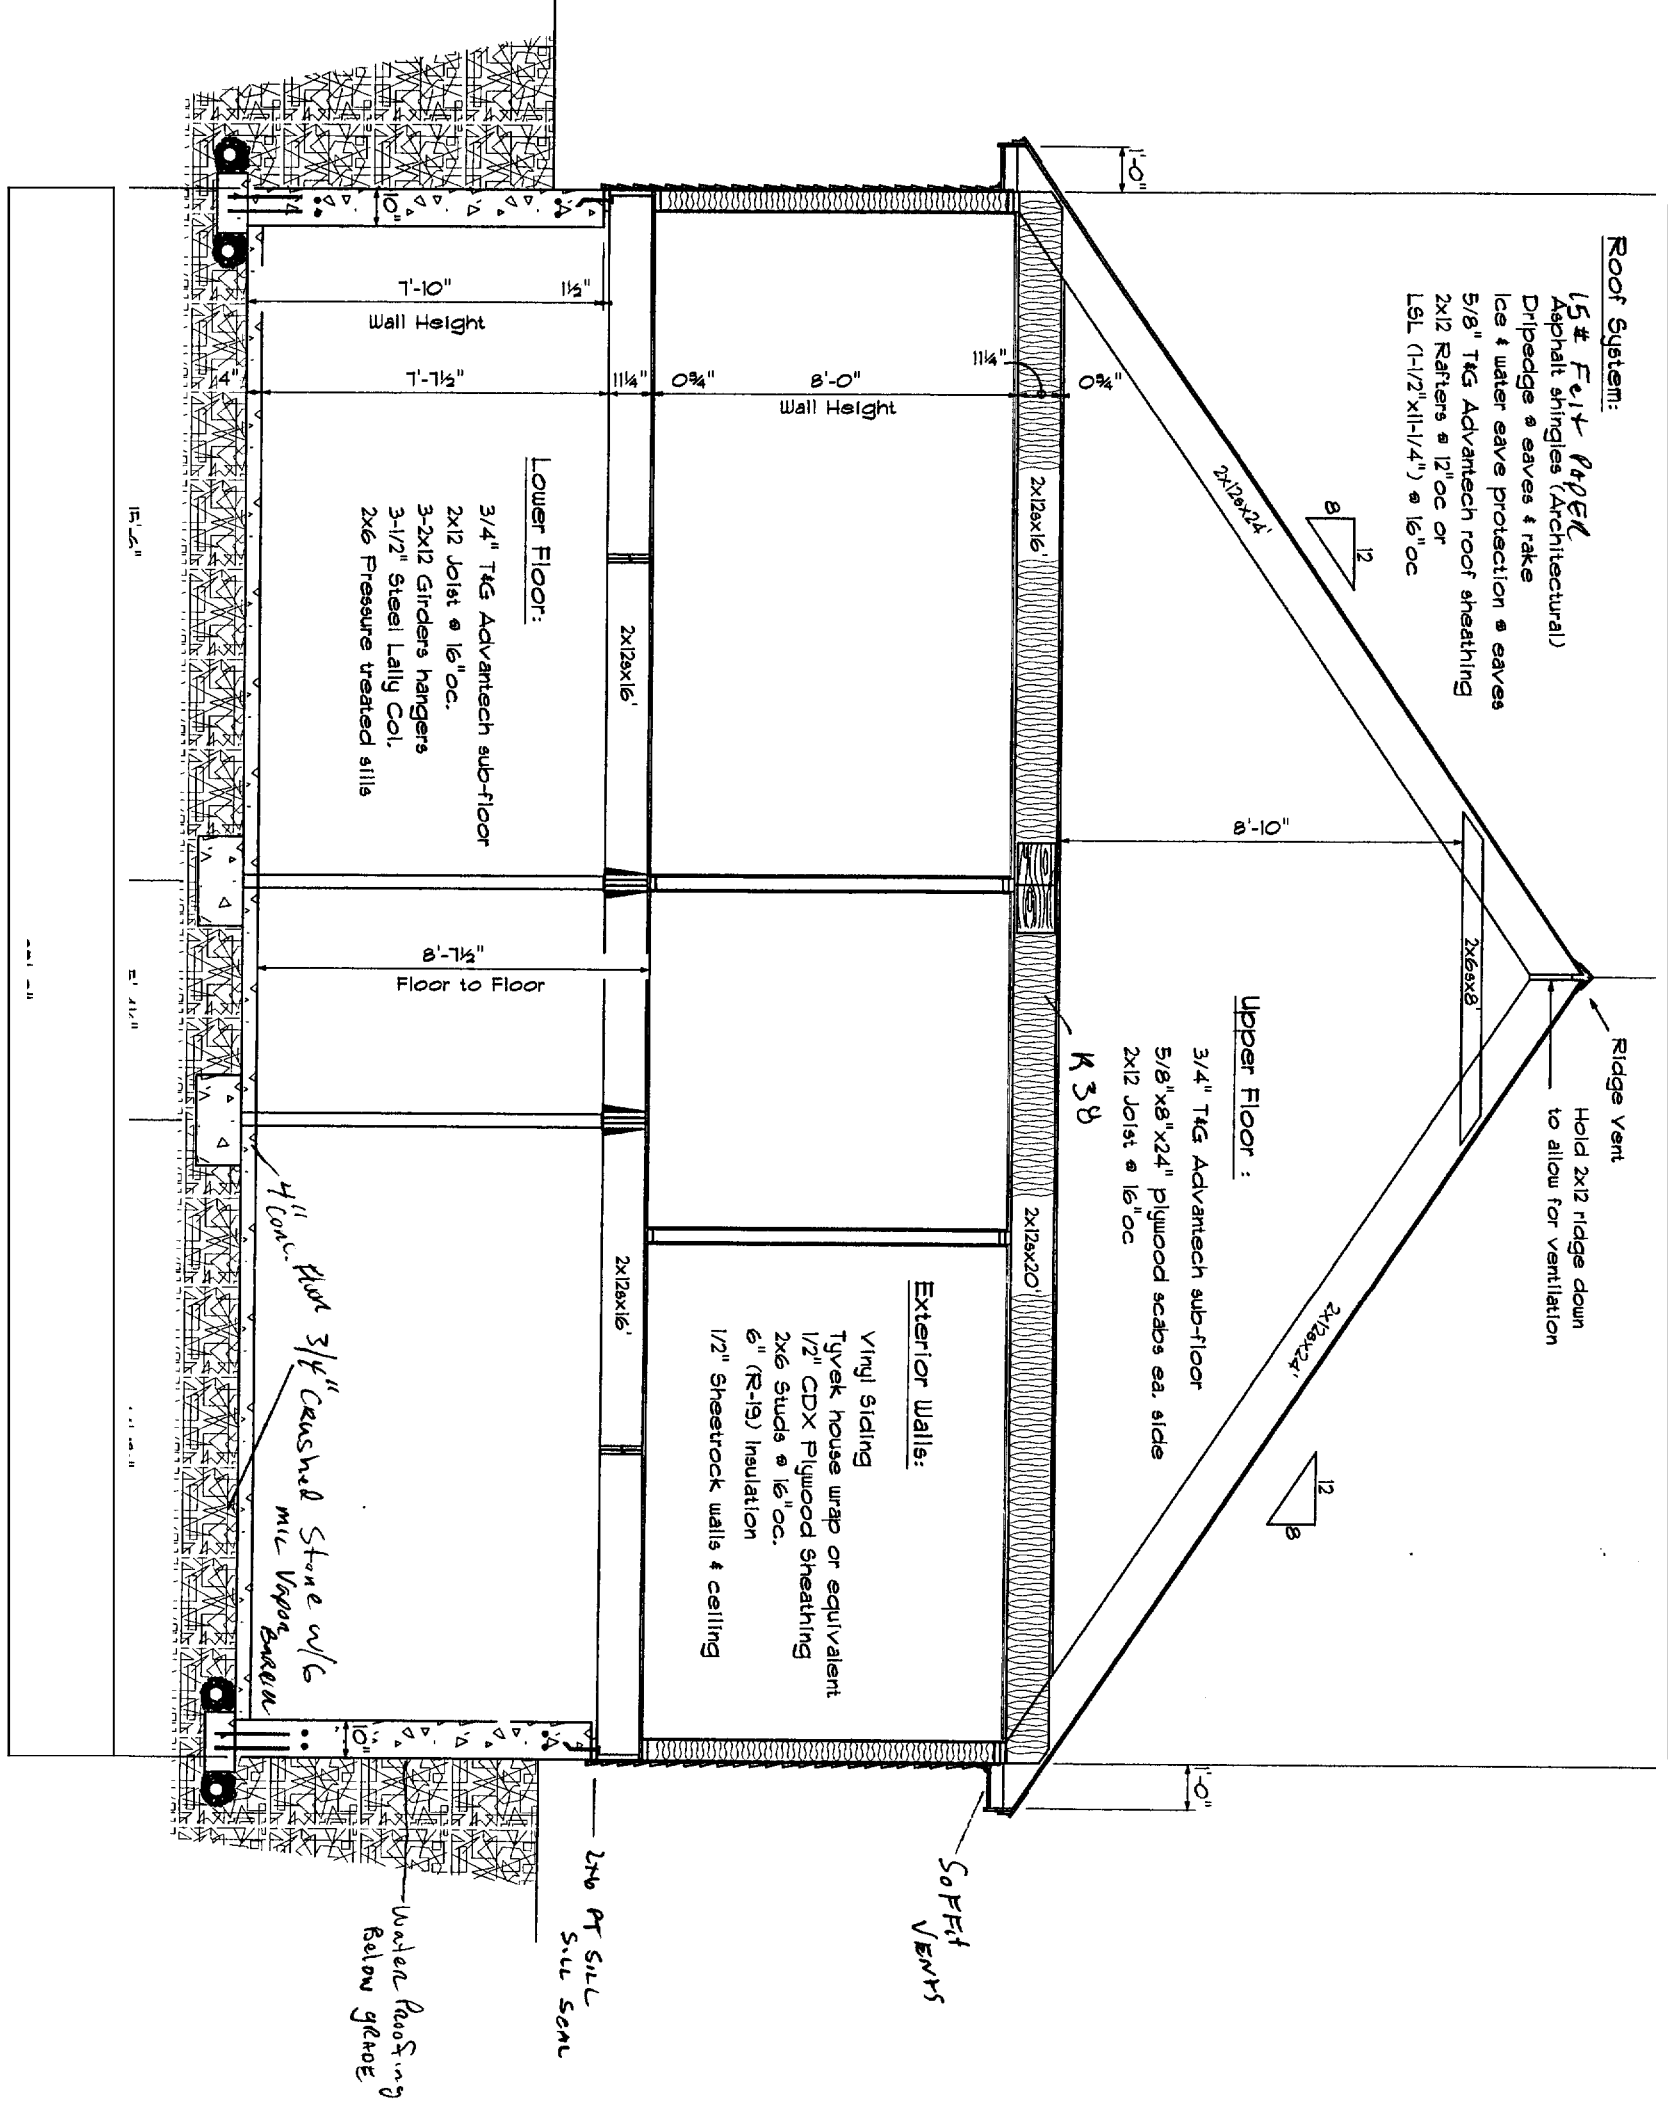 Roof System:
15# Felt PAPER
Asphalt shingles (Architectural)
Dripedge @ eaves & rake
Ice & water eave protection @ eaves
5/8" T&G Advantech roof sheathing
2x12 Rafters @ 12"oc or
LSL (1-1/2"x11-1/4") @ 16"oc
Ridge Vent
Hold 2x12 ridge down
to allow for ventilation
1'-0"
8
12
2x12sx24'
2x6sx8'
8'-10"
12
8
2x12sx24'
1'-0"
Upper Floor :
3/4" T&G Advantech sub-floor
5/8"x8"x24" plywood scabs ea. side
2x12 Joist @ 16"oc
R 38
0¾"
11¼"
2x12sx16'
2x12sx20'
SoFFit
VENTS
8'-0"
Wall Height
Exterior Walls:
Vinyl Siding
Tyvek house wrap or equivalent
1/2" CDX Plywood Sheathing
2x6 Studs @ 16"oc.
6" (R-19) Insulation
1/2" Sheetrock walls & ceiling
0¾"
11¼"
1½"
2x12sx16'
2x12sx16'
2x6 PT SILL
SILL SEAL
Lower Floor:
3/4" T&G Advantech sub-floor
2x12 Joist @ 16"oc.
3-2x12 Girders hangers
3-1/2" Steel Lally Col.
2x6 Pressure treated sills
10"
7'-10"
Wall Height
7'-7½"
4"
8'-7½"
Floor to Floor
10"
Water Proofing
Below GRADE
4"
Conc. floor
3/4" Crushed Stone w/6
MIL Vapor
BARRIER